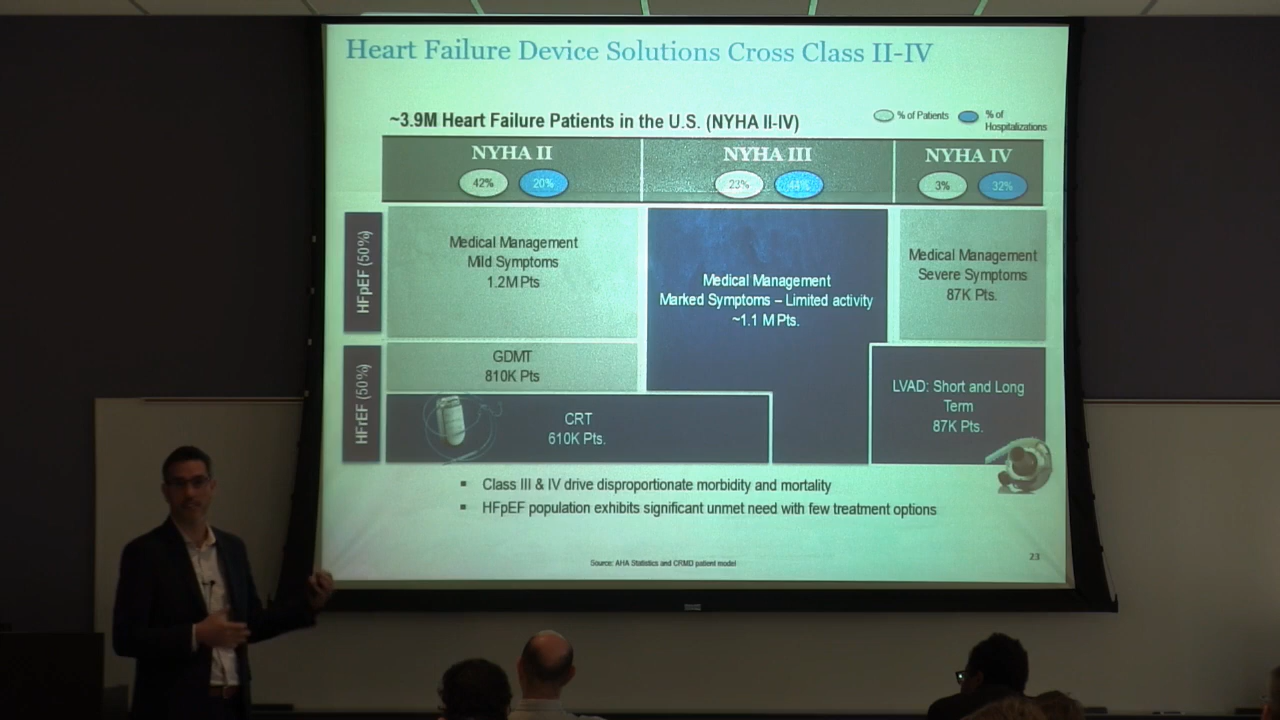 Heart Failure Device Solutions Cross Class II-IV
~3.9M Heart Failure Patients in the U.S. (NYHA II-IV)
% of Patients
% of
Hospitalizations
NYHA II
NYHA III
NYHA IV
42%
20%
23%
3%
32%
HFpEF (50%)
Medical Management
Mild Symptoms
1.2M Pts
Medical Management
Marked Symptoms – Limited activity
~1.1 M Pts.
Medical Management
Severe Symptoms
87K Pts.
HFrEF (50%)
GDMT
810K Pts
CRT
610K Pts.
LVAD: Short and Long
Term
87K Pts.
▪ Class III & IV drive disproportionate morbidity and mortality
▪ HFpEF population exhibits significant unmet need with few treatment options
Source: AHA Statistics and CRMD patient model
23